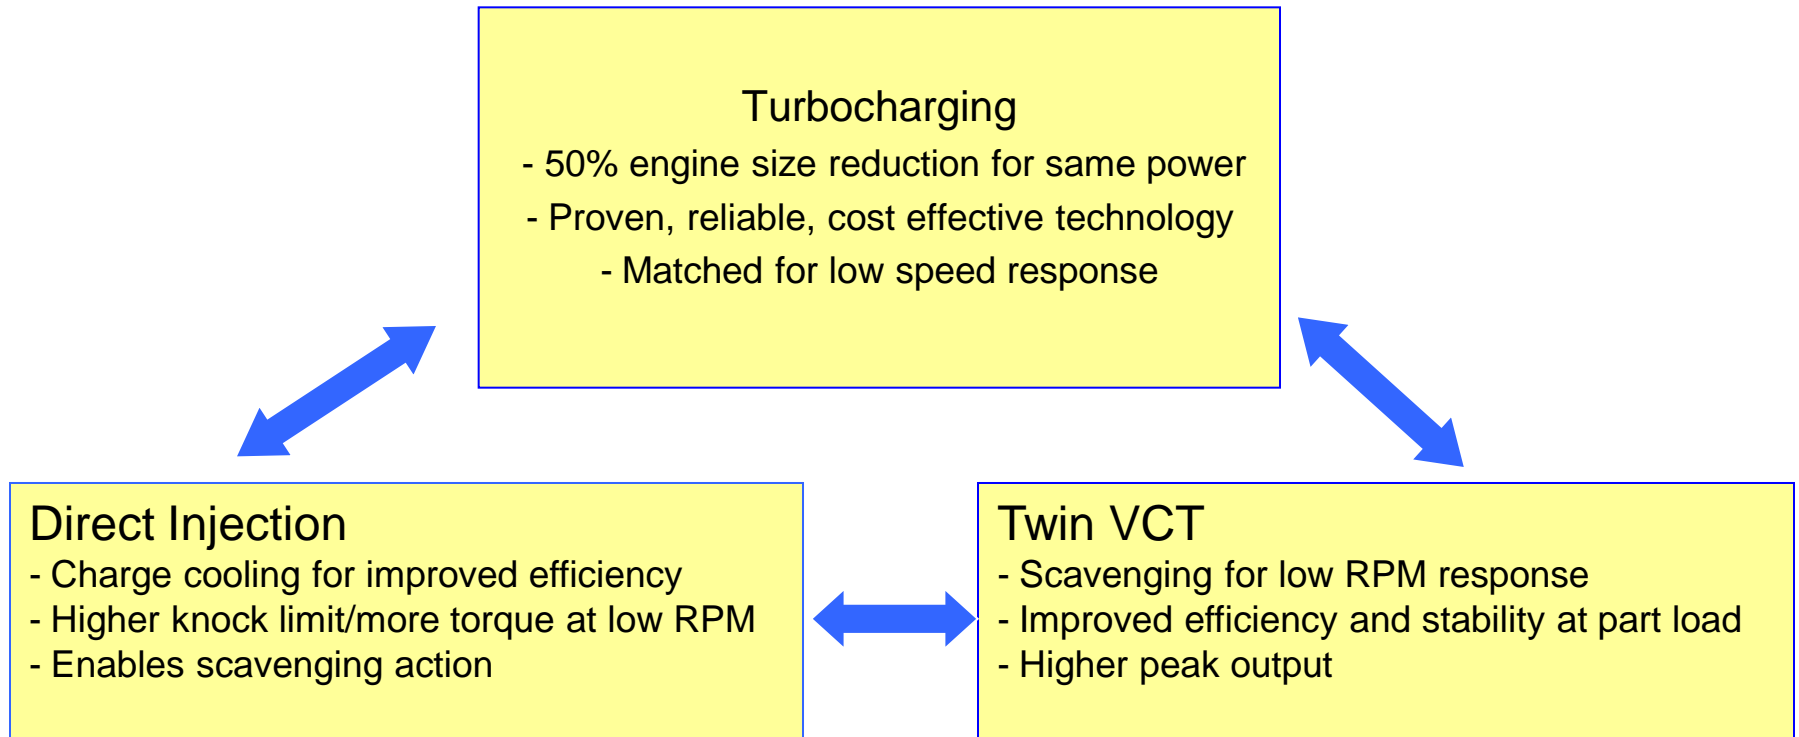 Turbocharging
- 50% engine size reduction for same power
- Proven, reliable, cost effective technology
- Matched for low speed response
Direct Injection
- Charge cooling for improved efficiency
- Higher knock limit/more torque at low RPM
- Enables scavenging action
Twin VCT
- Scavenging for low RPM response
- Improved efficiency and stability at part load
- Higher peak output